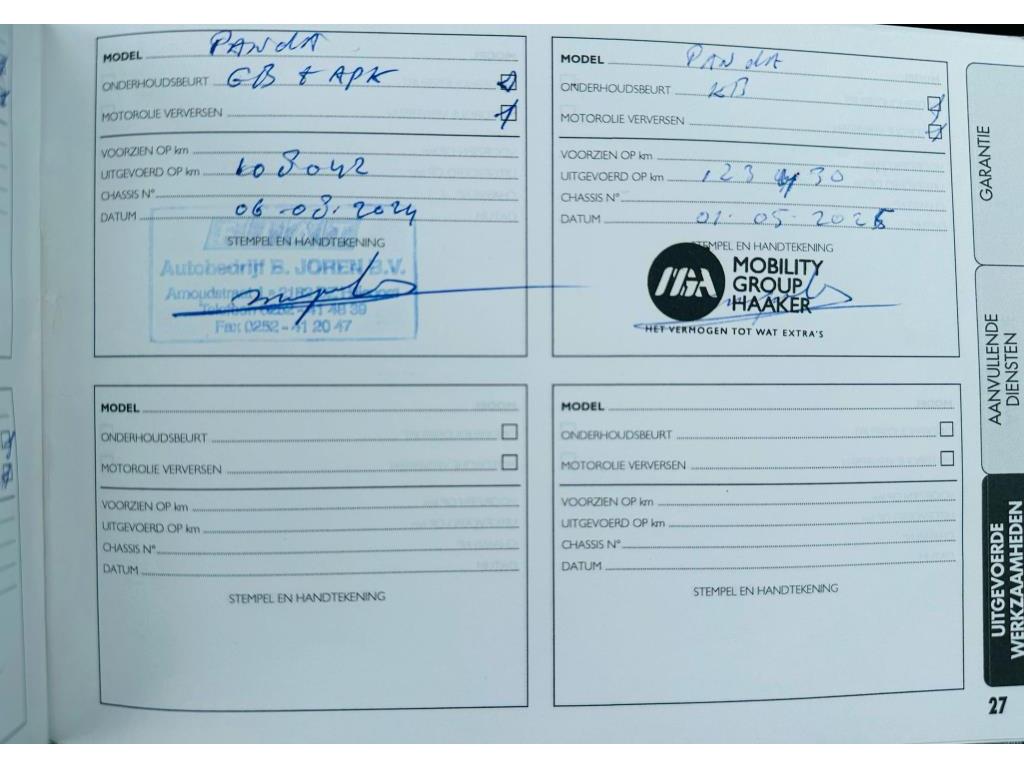 MODEL PANDA
ONDERHOUDSBEURT GB + APK
MOTOROLIE VERVERSEN
VOORZIEN OP km
UITGEVOERD OP km 108042
CHASSIS N°
DATUM 06-08-2024
STEMPEL EN HANDTEKENING
Autobedrijf B. JOREN B.V.
Fax 0252 - 41 20 47
MODEL PANDA
ONDERHOUDSBEURT KB
MOTOROLIE VERVERSEN
VOORZIEN OP km
UITGEVOERD OP km
CHASSIS N°
DATUM 01-05-2025
STEMPEL EN HANDTEKENING
MGA MOBILITY
GROUP
HAAKER
HET VERMOGEN TOT WAT EXTRA'S
MODEL
ONDERHOUDSBEURT
MOTOROLIE VERVERSEN
VOORZIEN OP km
UITGEVOERD OP km
CHASSIS N°
DATUM
STEMPEL EN HANDTEKENING
MODEL
ONDERHOUDSBEURT
MOTOROLIE VERVERSEN
VOORZIEN OP km
UITGEVOERD OP km
CHASSIS N°
DATUM
STEMPEL EN HANDTEKENING
GARANTIE
AANVULLENDE
DIENSTEN
UITGEVOERDE
WERKZAAMHEDEN
27